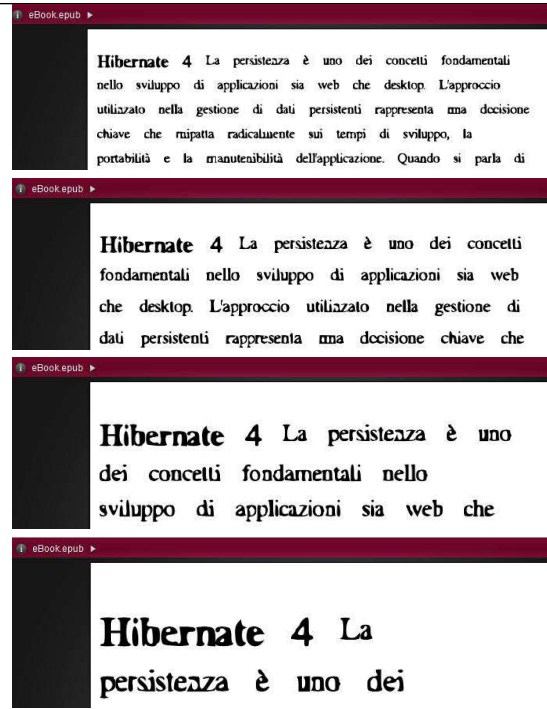 eBook.epub
Hibernate 4 La persistenza è uno dei concetti fondamentali
nello sviluppo di applicazioni sia web che desktop. L'approccio
utilizzato nella gestione di dati persistenti rappresenta una decisione
chiave che mipatta radicalmente sui tempi di sviluppo, la
portabilità e la manutenibilità dell'applicazione. Quando si parla di
eBook.epub
Hibernate 4 La persistenza è uno dei concetti
fondamentali nello sviluppo di applicazioni sia web
che desktop. L'approccio utilizzato nella gestione di
dati persistenti rappresenta una decisione chiave che
eBook.epub
Hibernate 4 La persistenza è uno
dei concetti fondamentali nello
sviluppo di applicazioni sia web che
eBook.epub
Hibernate 4 La
persistenza è uno dei